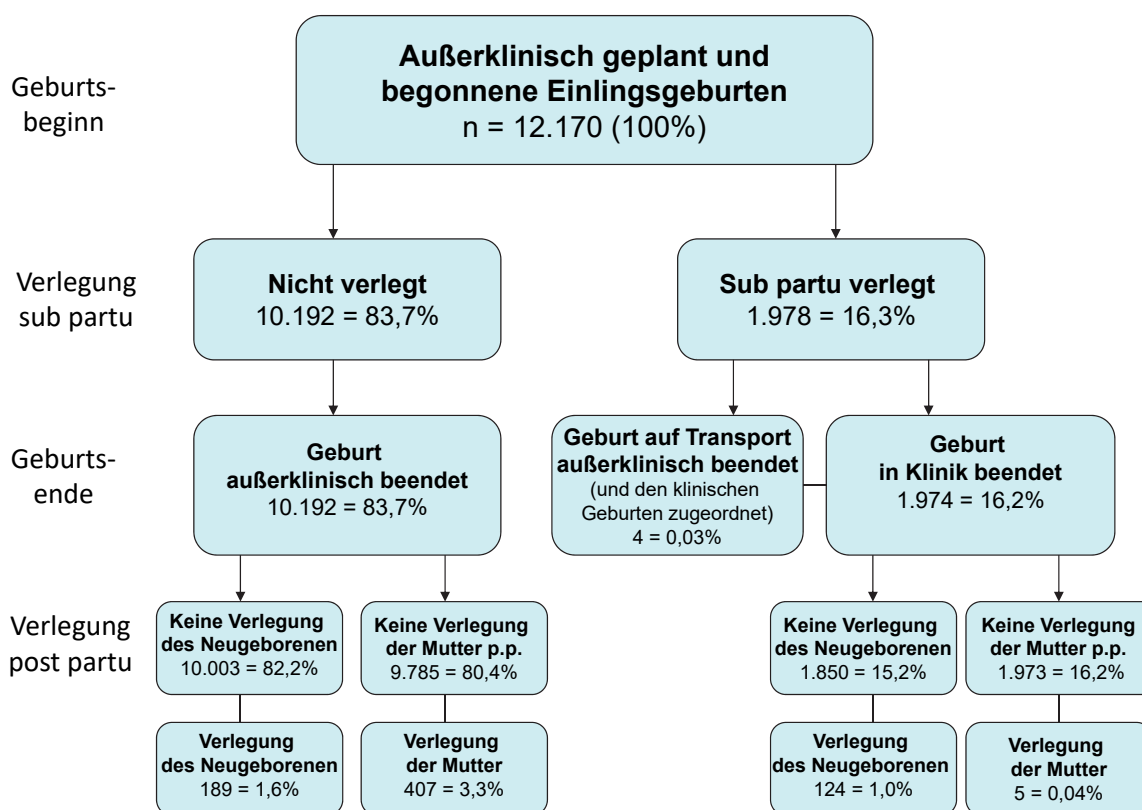 Geburts-
beginn
Außerklinisch geplant und
begonnene Einlingsgeburten
n = 12.170 (100%)
Verlegung
sub partu
Nicht verlegt
10.192 = 83,7%
Sub partu verlegt
1.978 = 16,3%
Geburts-
ende
Geburt
außerklinisch beendet
10.192 = 83,7%
Geburt auf Transport
außerklinisch beendet
(und den klinischen
Geburten zugeordnet)
4 = 0,03%
Geburt
in Klinik beendet
1.974 = 16,2%
Verlegung
post partu
Keine Verlegung
des Neugeborenen
10.003 = 82,2%
Keine Verlegung
der Mutter p.p.
9.785 = 80,4%
Keine Verlegung
des Neugeborenen
1.850 = 15,2%
Keine Verlegung
der Mutter p.p.
1.973 = 16,2%
Verlegung
des Neugeborenen
189 = 1,6%
Verlegung
der Mutter
407 = 3,3%
Verlegung
des Neugeborenen
124 = 1,0%
Verlegung
der Mutter
5 = 0,04%